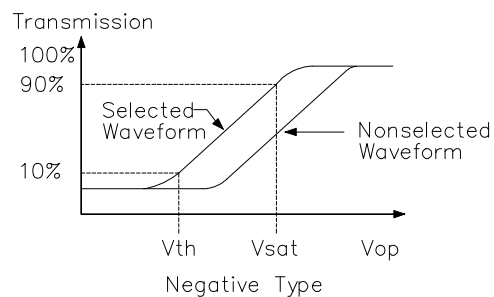 Transmission
100%
90%
Selected
Waveform
Nonselected
Waveform
10%
Vth
Vsat
Vop
Negative Type